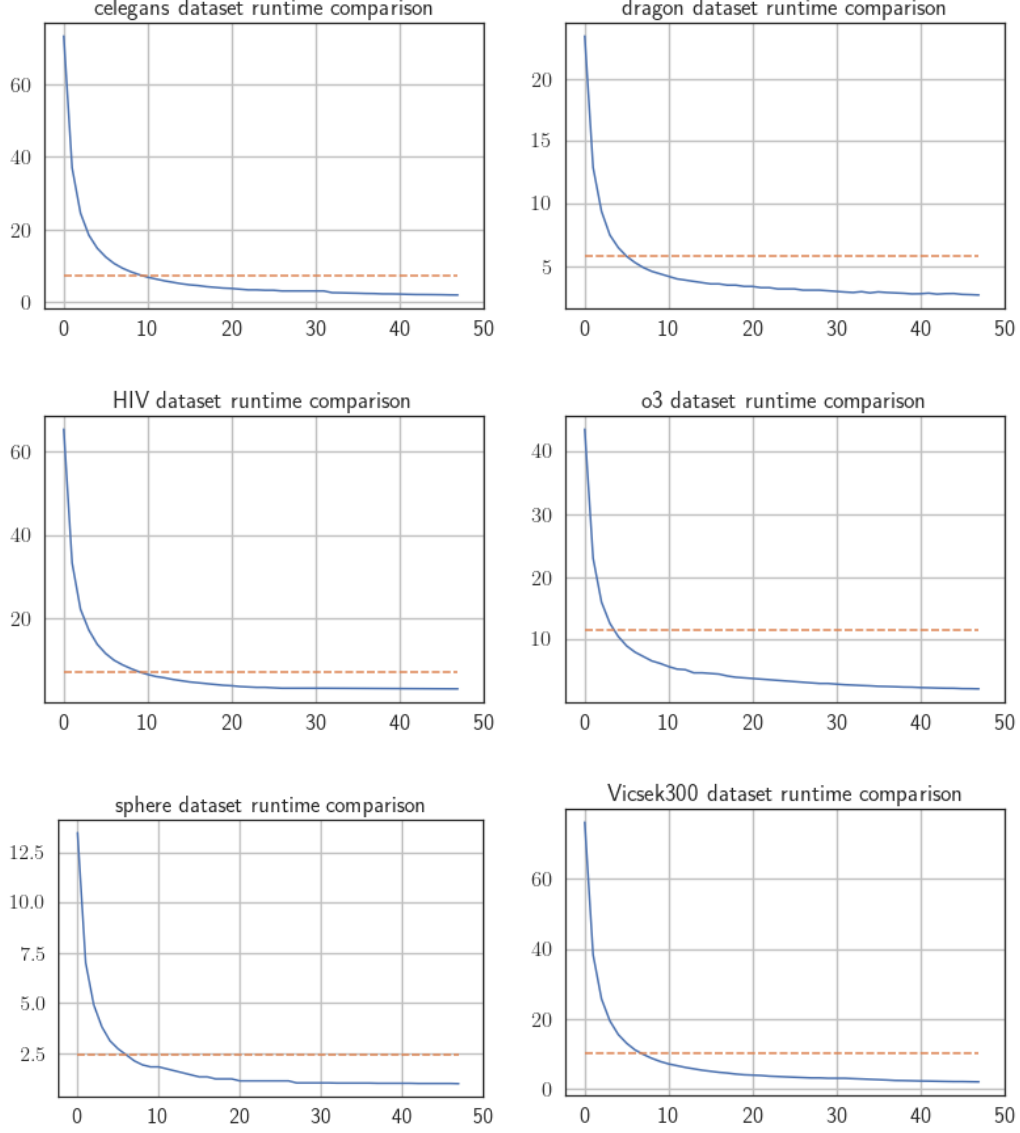 celegans dataset runtime comparison
60
40
20
0
0 10 20 30 40 50
dragon dataset runtime comparison
20
15
10
5
0 10 20 30 40 50
HIV dataset runtime comparison
60
40
20
0 10 20 30 40 50
o3 dataset runtime comparison
40
30
20
10
0 10 20 30 40 50
sphere dataset runtime comparison
12.5
10.0
7.5
5.0
2.5
0 10 20 30 40 50
Vicsek300 dataset runtime comparison
60
40
20
0
0 10 20 30 40 50